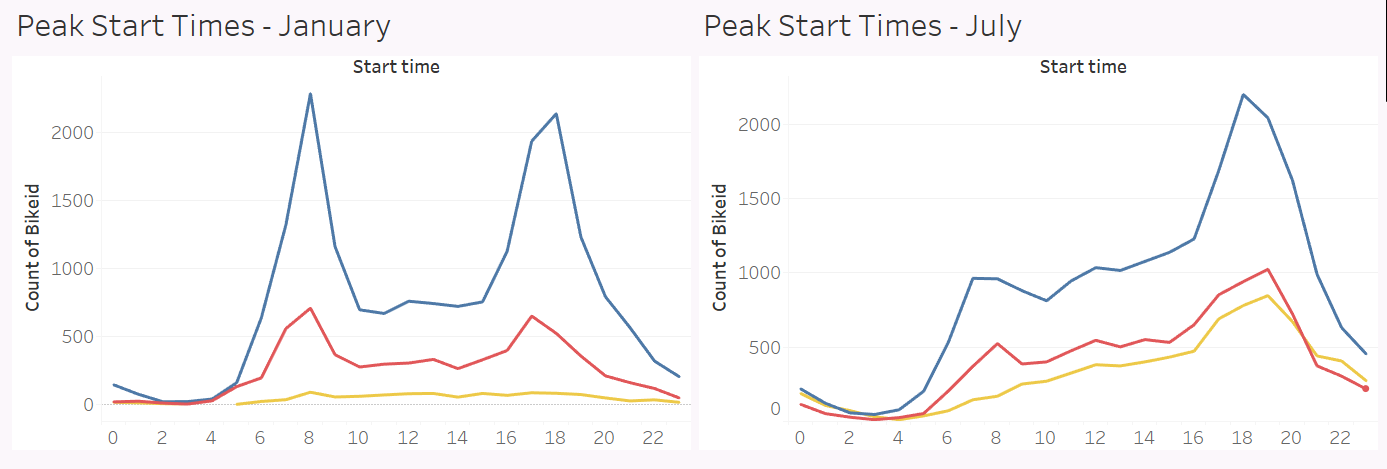 Peak Start Times - January
Start time
Count of Bikeid
2000
1500
1000
500
0
0 2 4 6 8 10 12 14 16 18 20 22
Peak Start Times - July
Start time
Count of Bikeid
2000
1500
1000
500
0
0 2 4 6 8 10 12 14 16 18 20 22